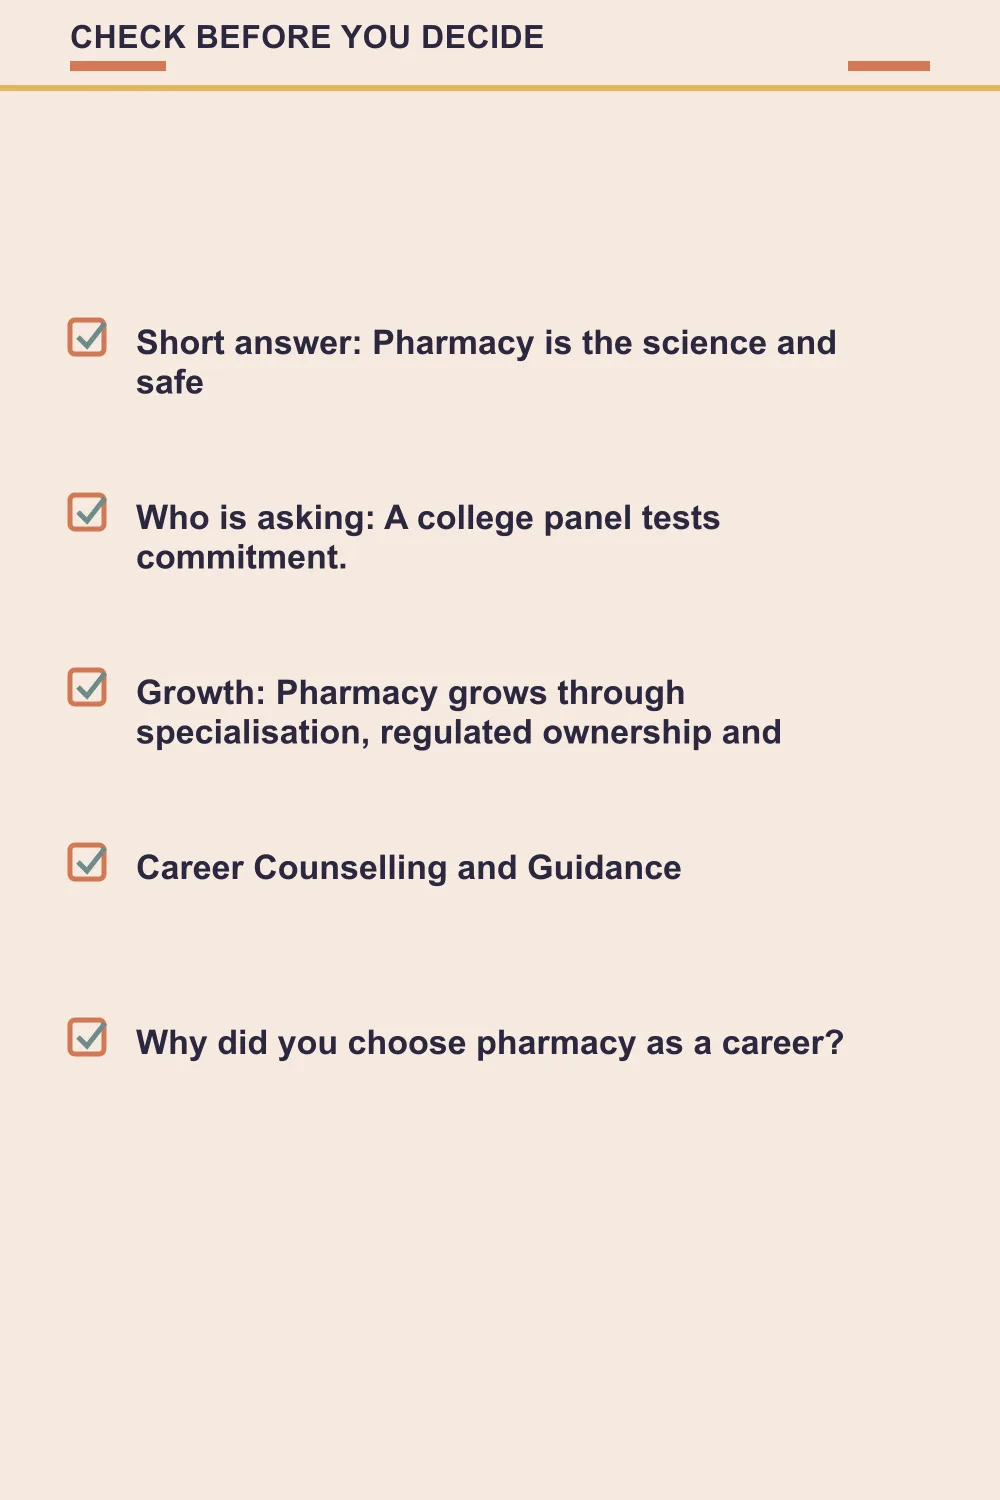 CHECK BEFORE YOU DECIDE
Short answer: Pharmacy is the science and
safe
Who is asking: A college panel tests
commitment.
Growth: Pharmacy grows through
specialisation, regulated ownership and
Career Counselling and Guidance
Why did you choose pharmacy as a career?